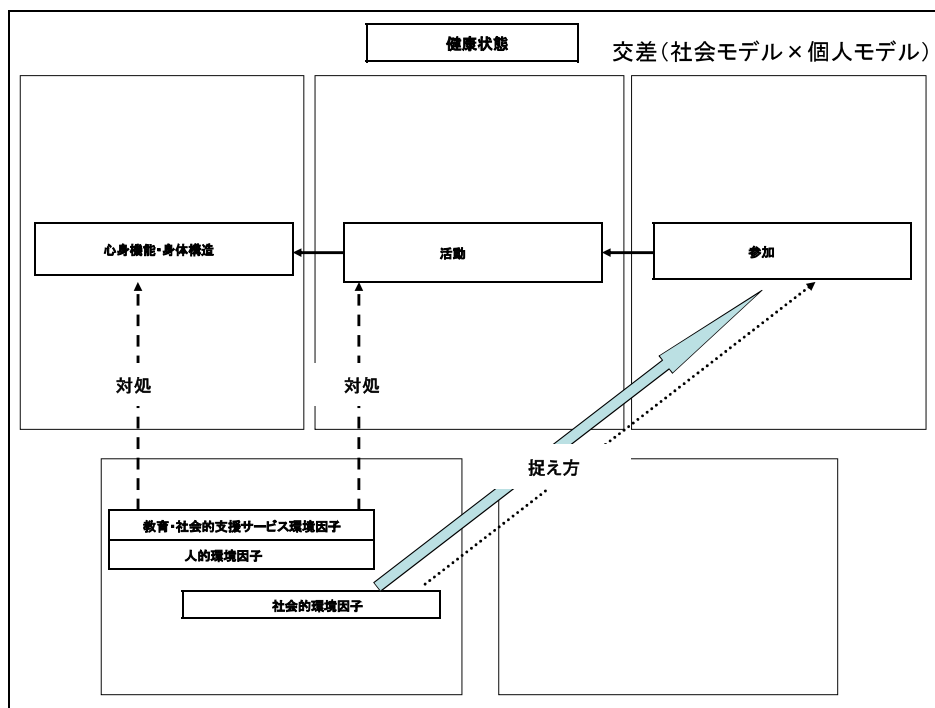 健康状態
交差(社会モデル×個人モデル)
心身機能・身体構造
活動
参加
対処
対処
捉え方
教育・社会的支援サービス環境因子
人的環境因子
社会的環境因子